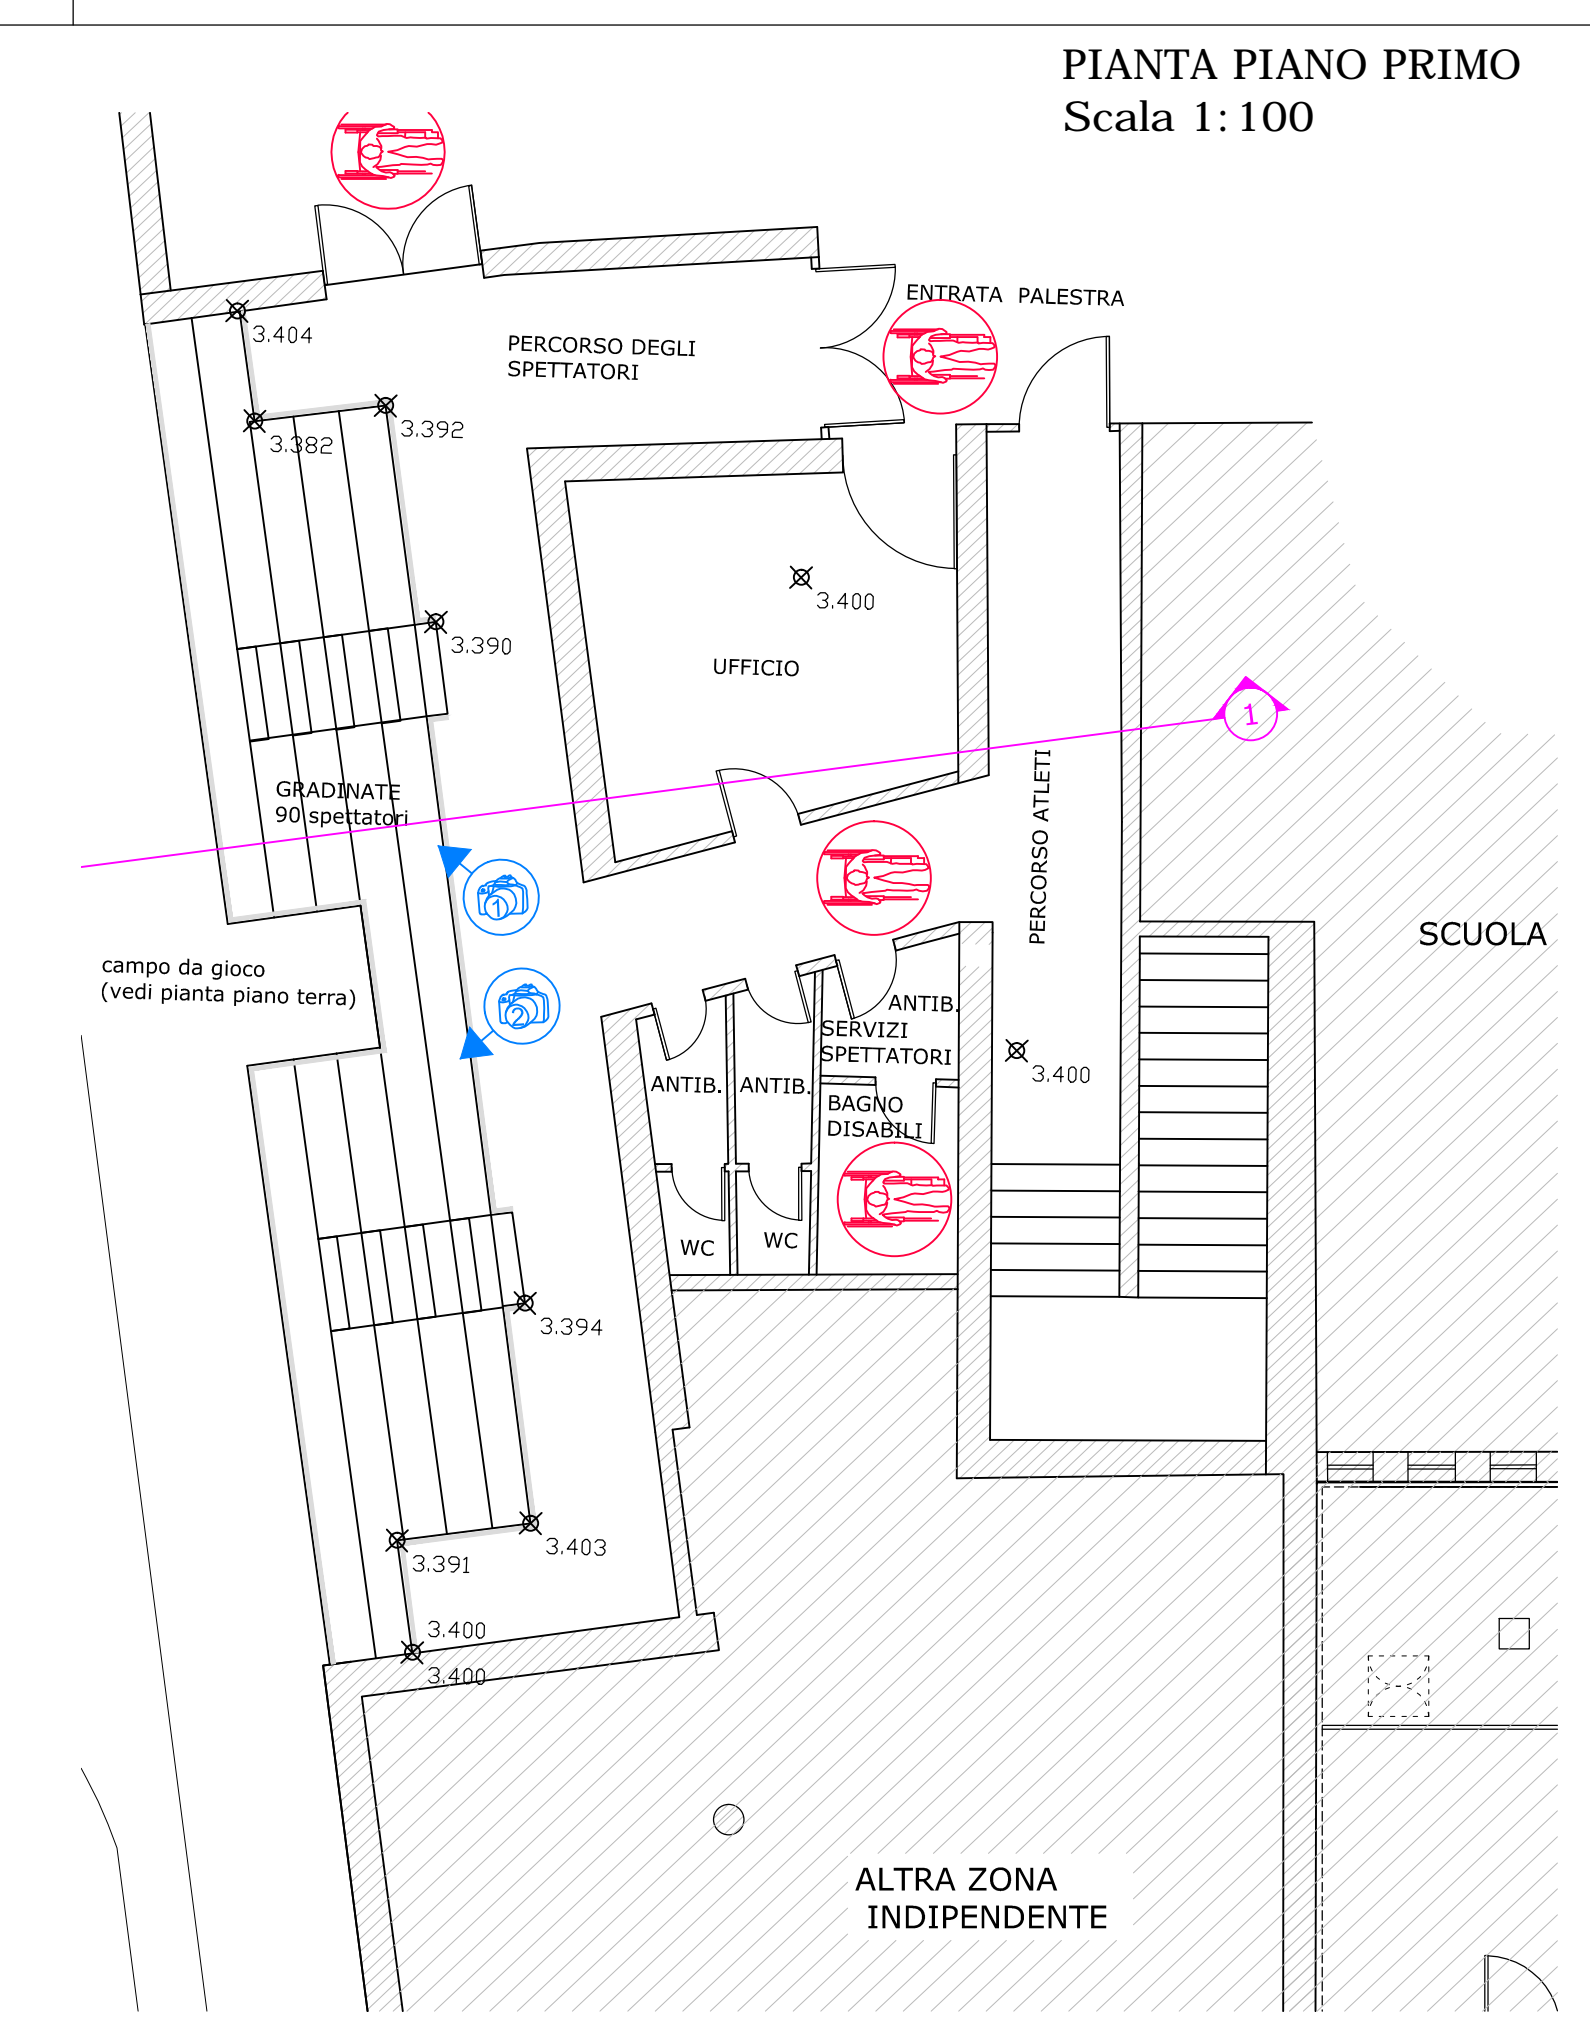 PIANTA PIANO PRIMO
Scala 1:100
ENTRATA PALESTRA
3.404
PERCORSO DEGLI
SPETTATORI
3.392
3.382
3.400
3.390
UFFICIO
1
PERCORSO ATLETI
GRADINATE
90 spettatori
1
SCUOLA
campo da gioco
(vedi pianta piano terra)
2
ANTIB.
SERVIZI
SPETTATORI
3.400
ANTIB.
ANTIB.
BAGNO
DISABILI
WC
WC
3.394
3.403
3.391
3.400
3.400
ALTRA ZONA
INDIPENDENTE